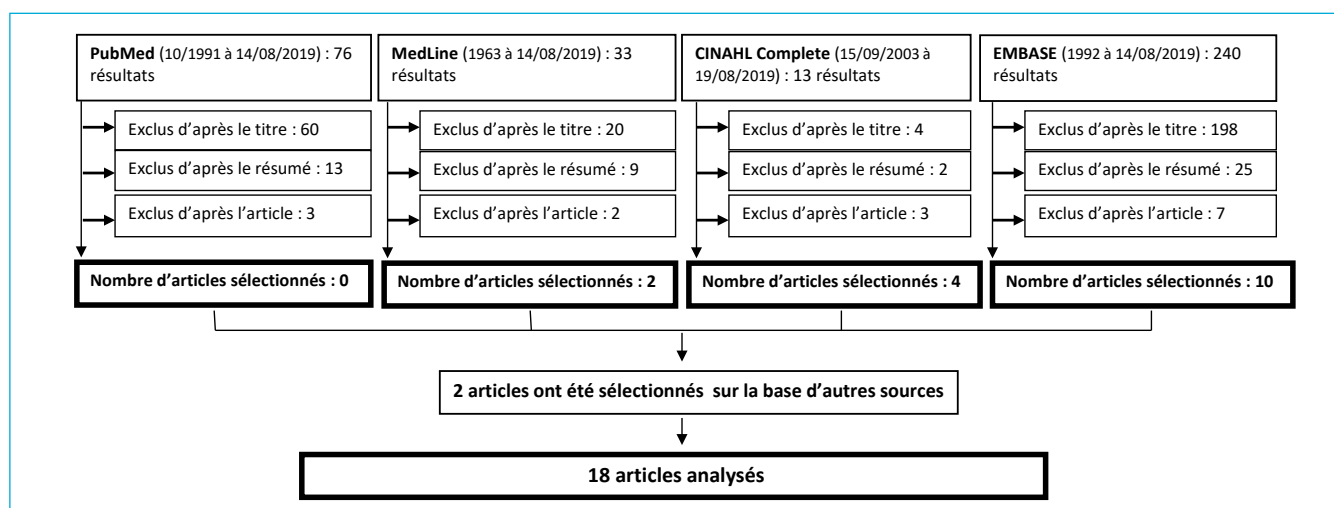 PubMed (10/1991 à 14/08/2019) : 76
résultats
Exclus d'après le titre : 60
Exclus d'après le résumé : 13
Exclus d'après l'article : 3
Nombre d'articles sélectionnés : 0
MedLine (1963 à 14/08/2019) : 33
résultats
Exclus d'après le titre : 20
Exclus d'après le résumé : 9
Exclus d'après l'article : 2
Nombre d'articles sélectionnés : 2
CINAHL Complete (15/09/2003 à
19/08/2019) : 13 résultats
Exclus d'après le titre : 4
Exclus d'après le résumé : 2
Exclus d'après l'article : 3
Nombre d'articles sélectionnés : 4
EMBASE (1992 à 14/08/2019) : 240
résultats
Exclus d'après le titre : 198
Exclus d'après le résumé : 25
Exclus d'après l'article : 7
Nombre d'articles sélectionnés : 10
2 articles ont été sélectionnés sur la base d'autres sources
18 articles analysés